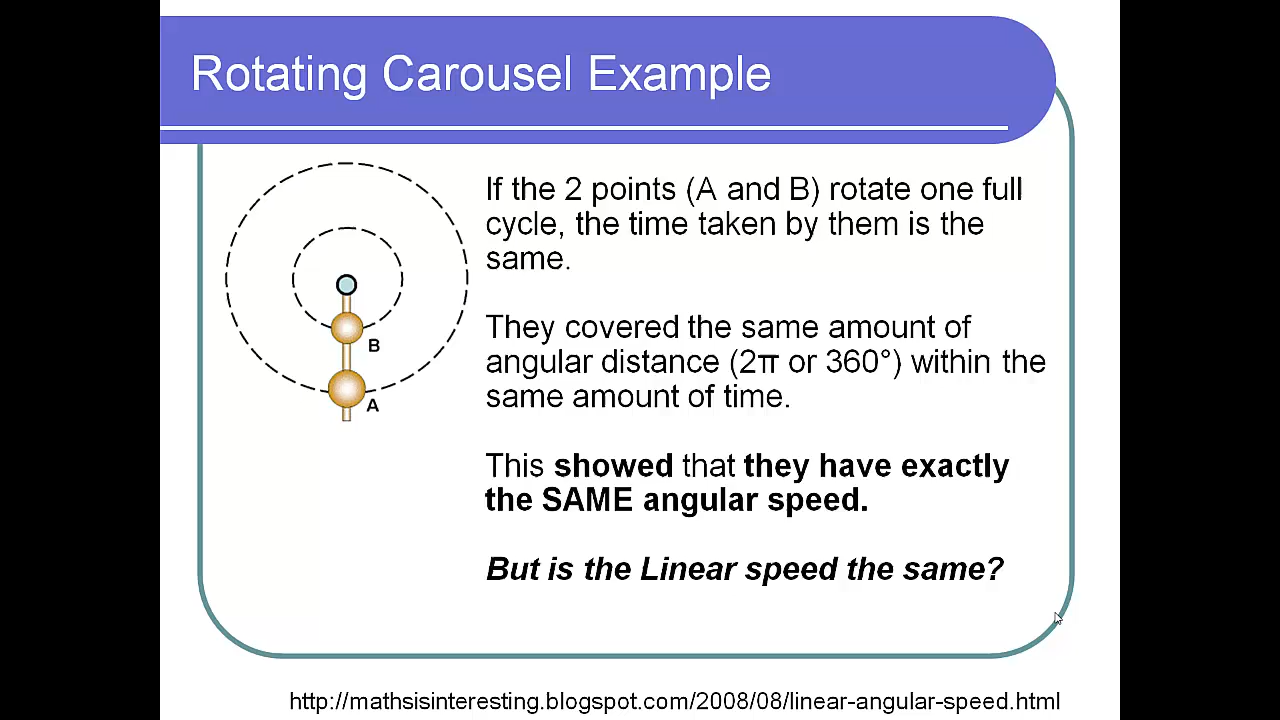 Rotating Carousel Example
If the 2 points (A and B) rotate one full
cycle, the time taken by them is the
same.
They covered the same amount of
angular distance (2π or 360°) within the
same amount of time.
This showed that they have exactly
the SAME angular speed.
But is the Linear speed the same?
B
A
http://mathsisinteresting.blogspot.com/2008/08/linear-angular-speed.html